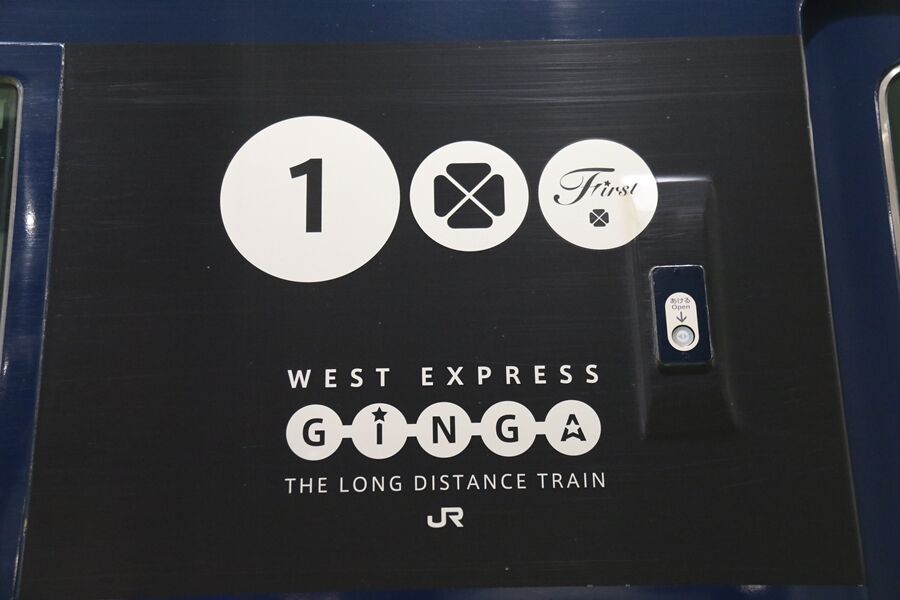 1
First
あける
Open
WEST EXPRESS
GiNGA
THE LONG DISTANCE TRAIN
JR